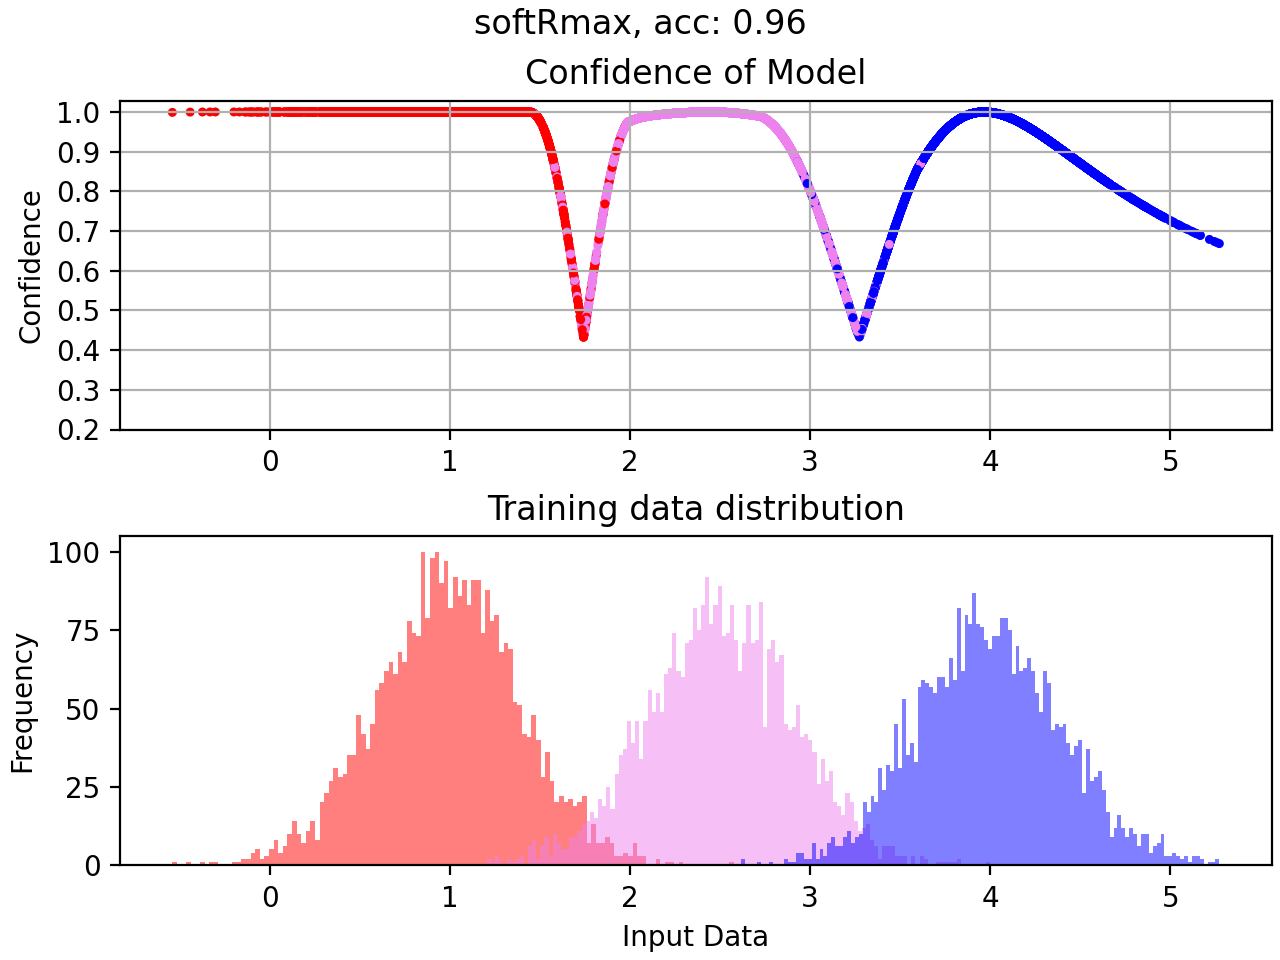 softRmax, acc: 0.96
Confidence of Model
Confidence
1.0
0.9
0.8
0.7
0.6
0.5
0.4
0.3
0.2
0 1 2 3 4 5
Training data distribution
Frequency
100
75
50
25
0
0 1 2 3 4 5
Input Data